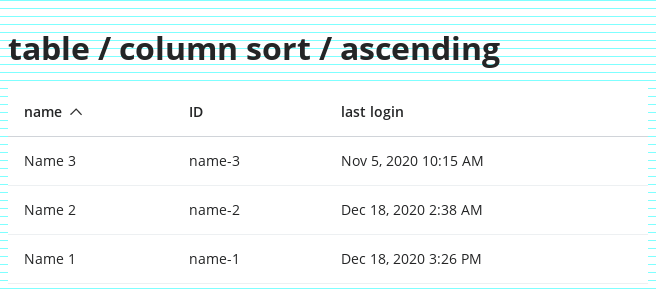 table / column sort / ascending
name ID last login
Name 3 name-3 Nov 5, 2020 10:15 AM
Name 2 name-2 Dec 18, 2020 2:38 AM
Name 1 name-1 Dec 18, 2020 3:26 PM